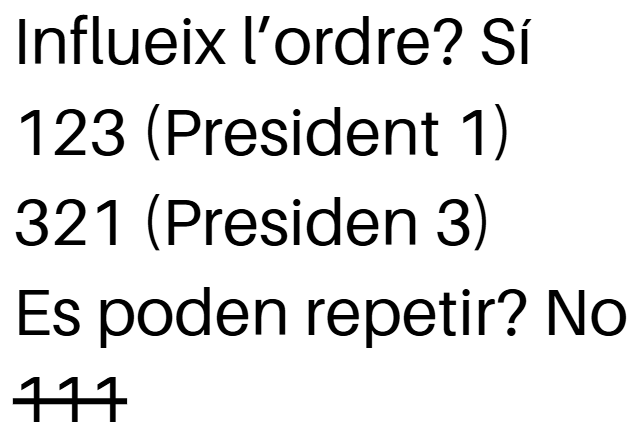 Influeix l’ordre? Sí
123 (President 1)
321 (Presiden 3)
Es poden repetir? No
111